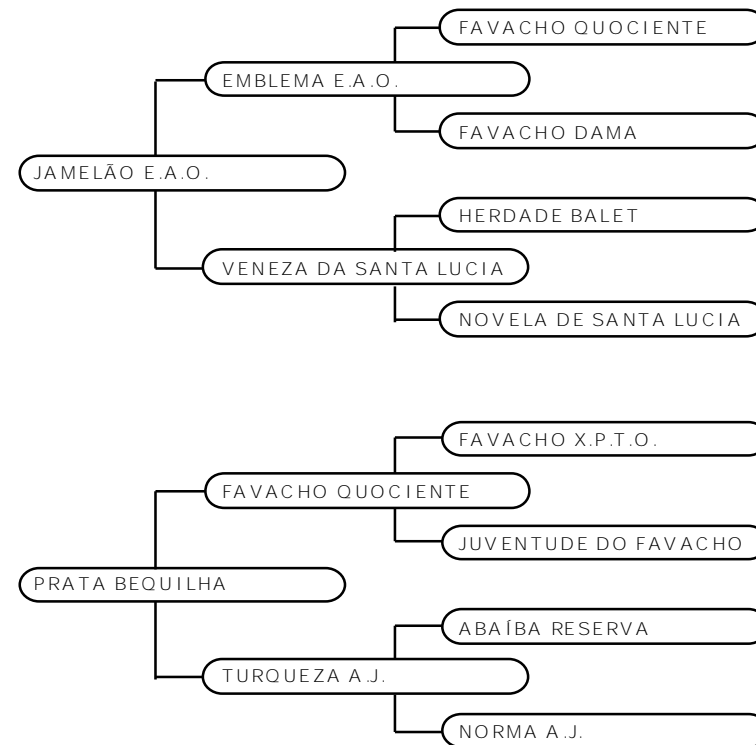 FAVACHO QUOCIENTE
EMBLEMA E.A.O.
FAVACHO DAMA
JAMELÃO E.A.O.
HERDADE BALET
VENEZA DA SANTA LUCIA
NOVELA DE SANTA LUCIA
FAVACHO X.P.T.O.
FAVACHO QUOCIENTE
JUVENTUDE DO FAVACHO
PRATA BEQUILHA
ABAÍBA RESERVA
TURQUEZA A.J.
NORMA A.J.